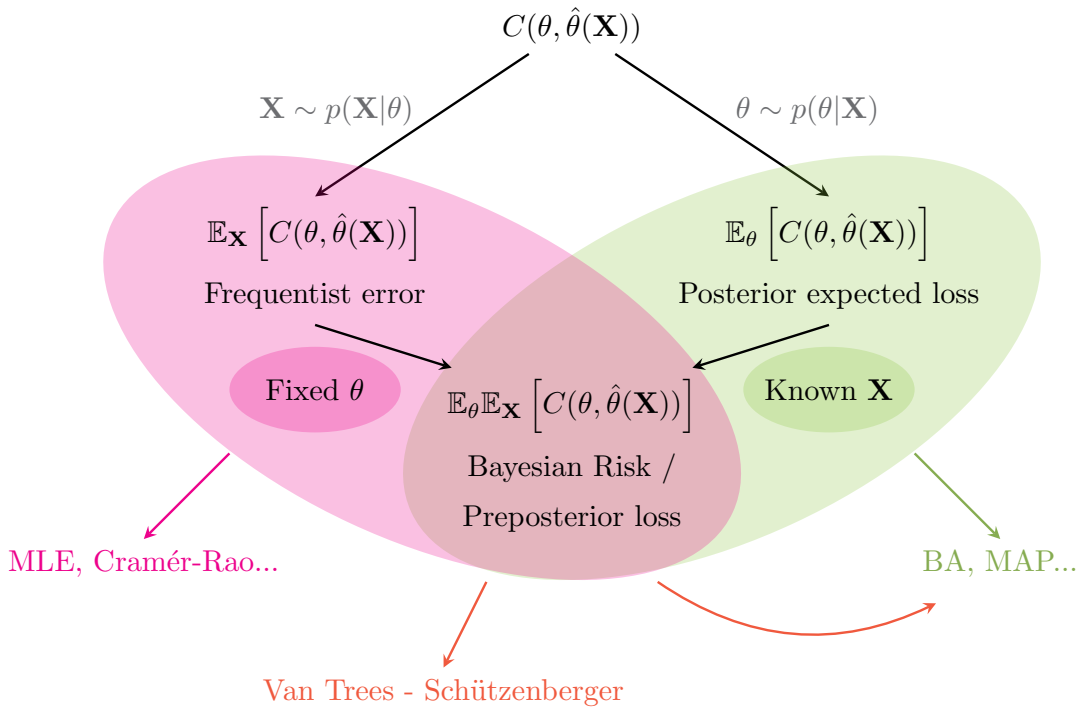 C(θ, θ̂(𝐗))
𝐗 ∼ p(𝐗|θ)
θ ∼ p(θ|𝐗)
𝔼_𝐗 [C(θ, θ̂(𝐗))]
Frequentist error
𝔼_θ [C(θ, θ̂(𝐗))]
Posterior expected loss
Fixed θ
Known 𝐗
𝔼_θ𝔼_𝐗 [C(θ, θ̂(𝐗))]
Bayesian Risk /
Preposterior loss
MLE, Cramér-Rao...
BA, MAP...
Van Trees - Schützenberger